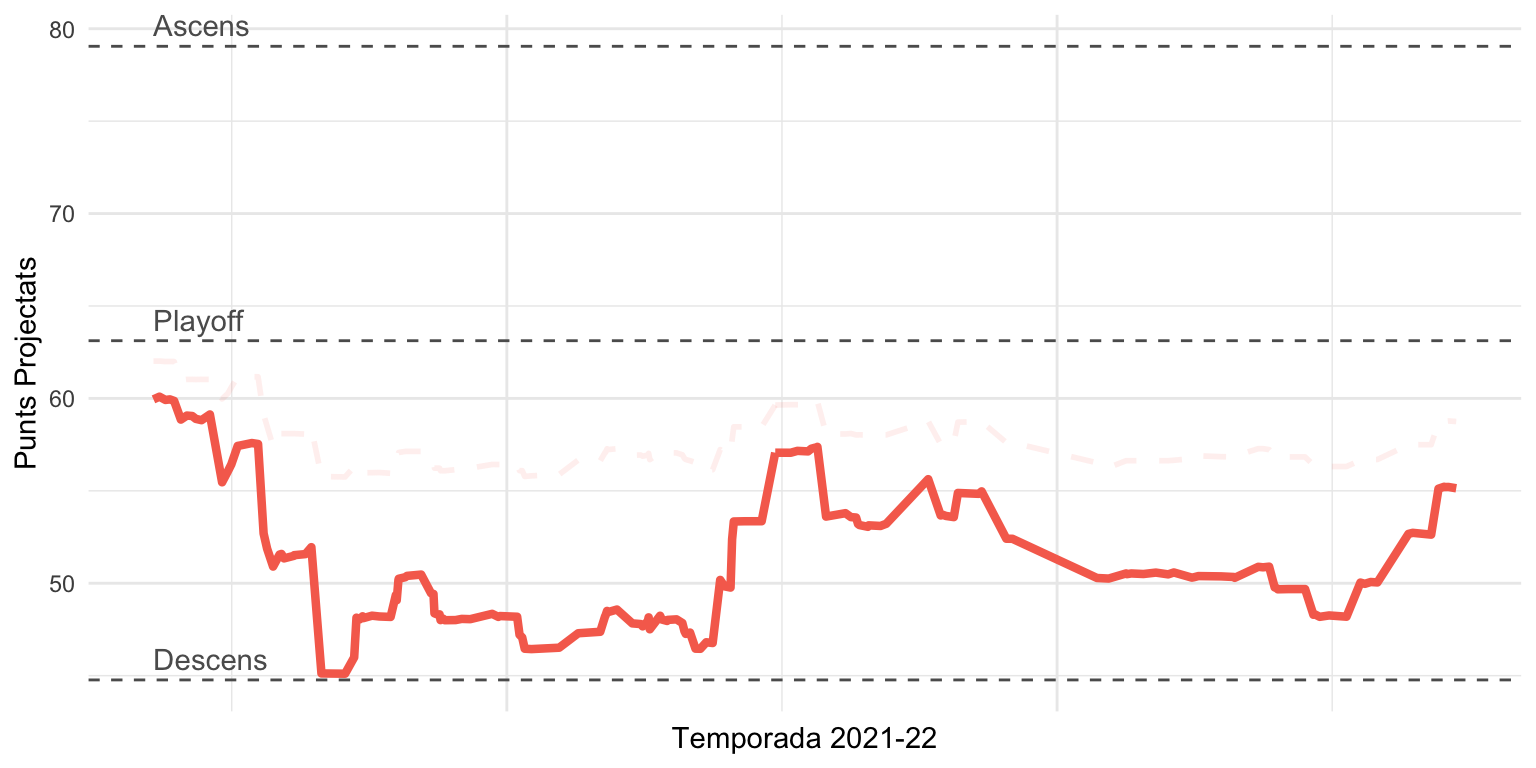 80
Ascens
70
Playoff
60
50
Descens
Punts Projectats
Temporada 2021-22